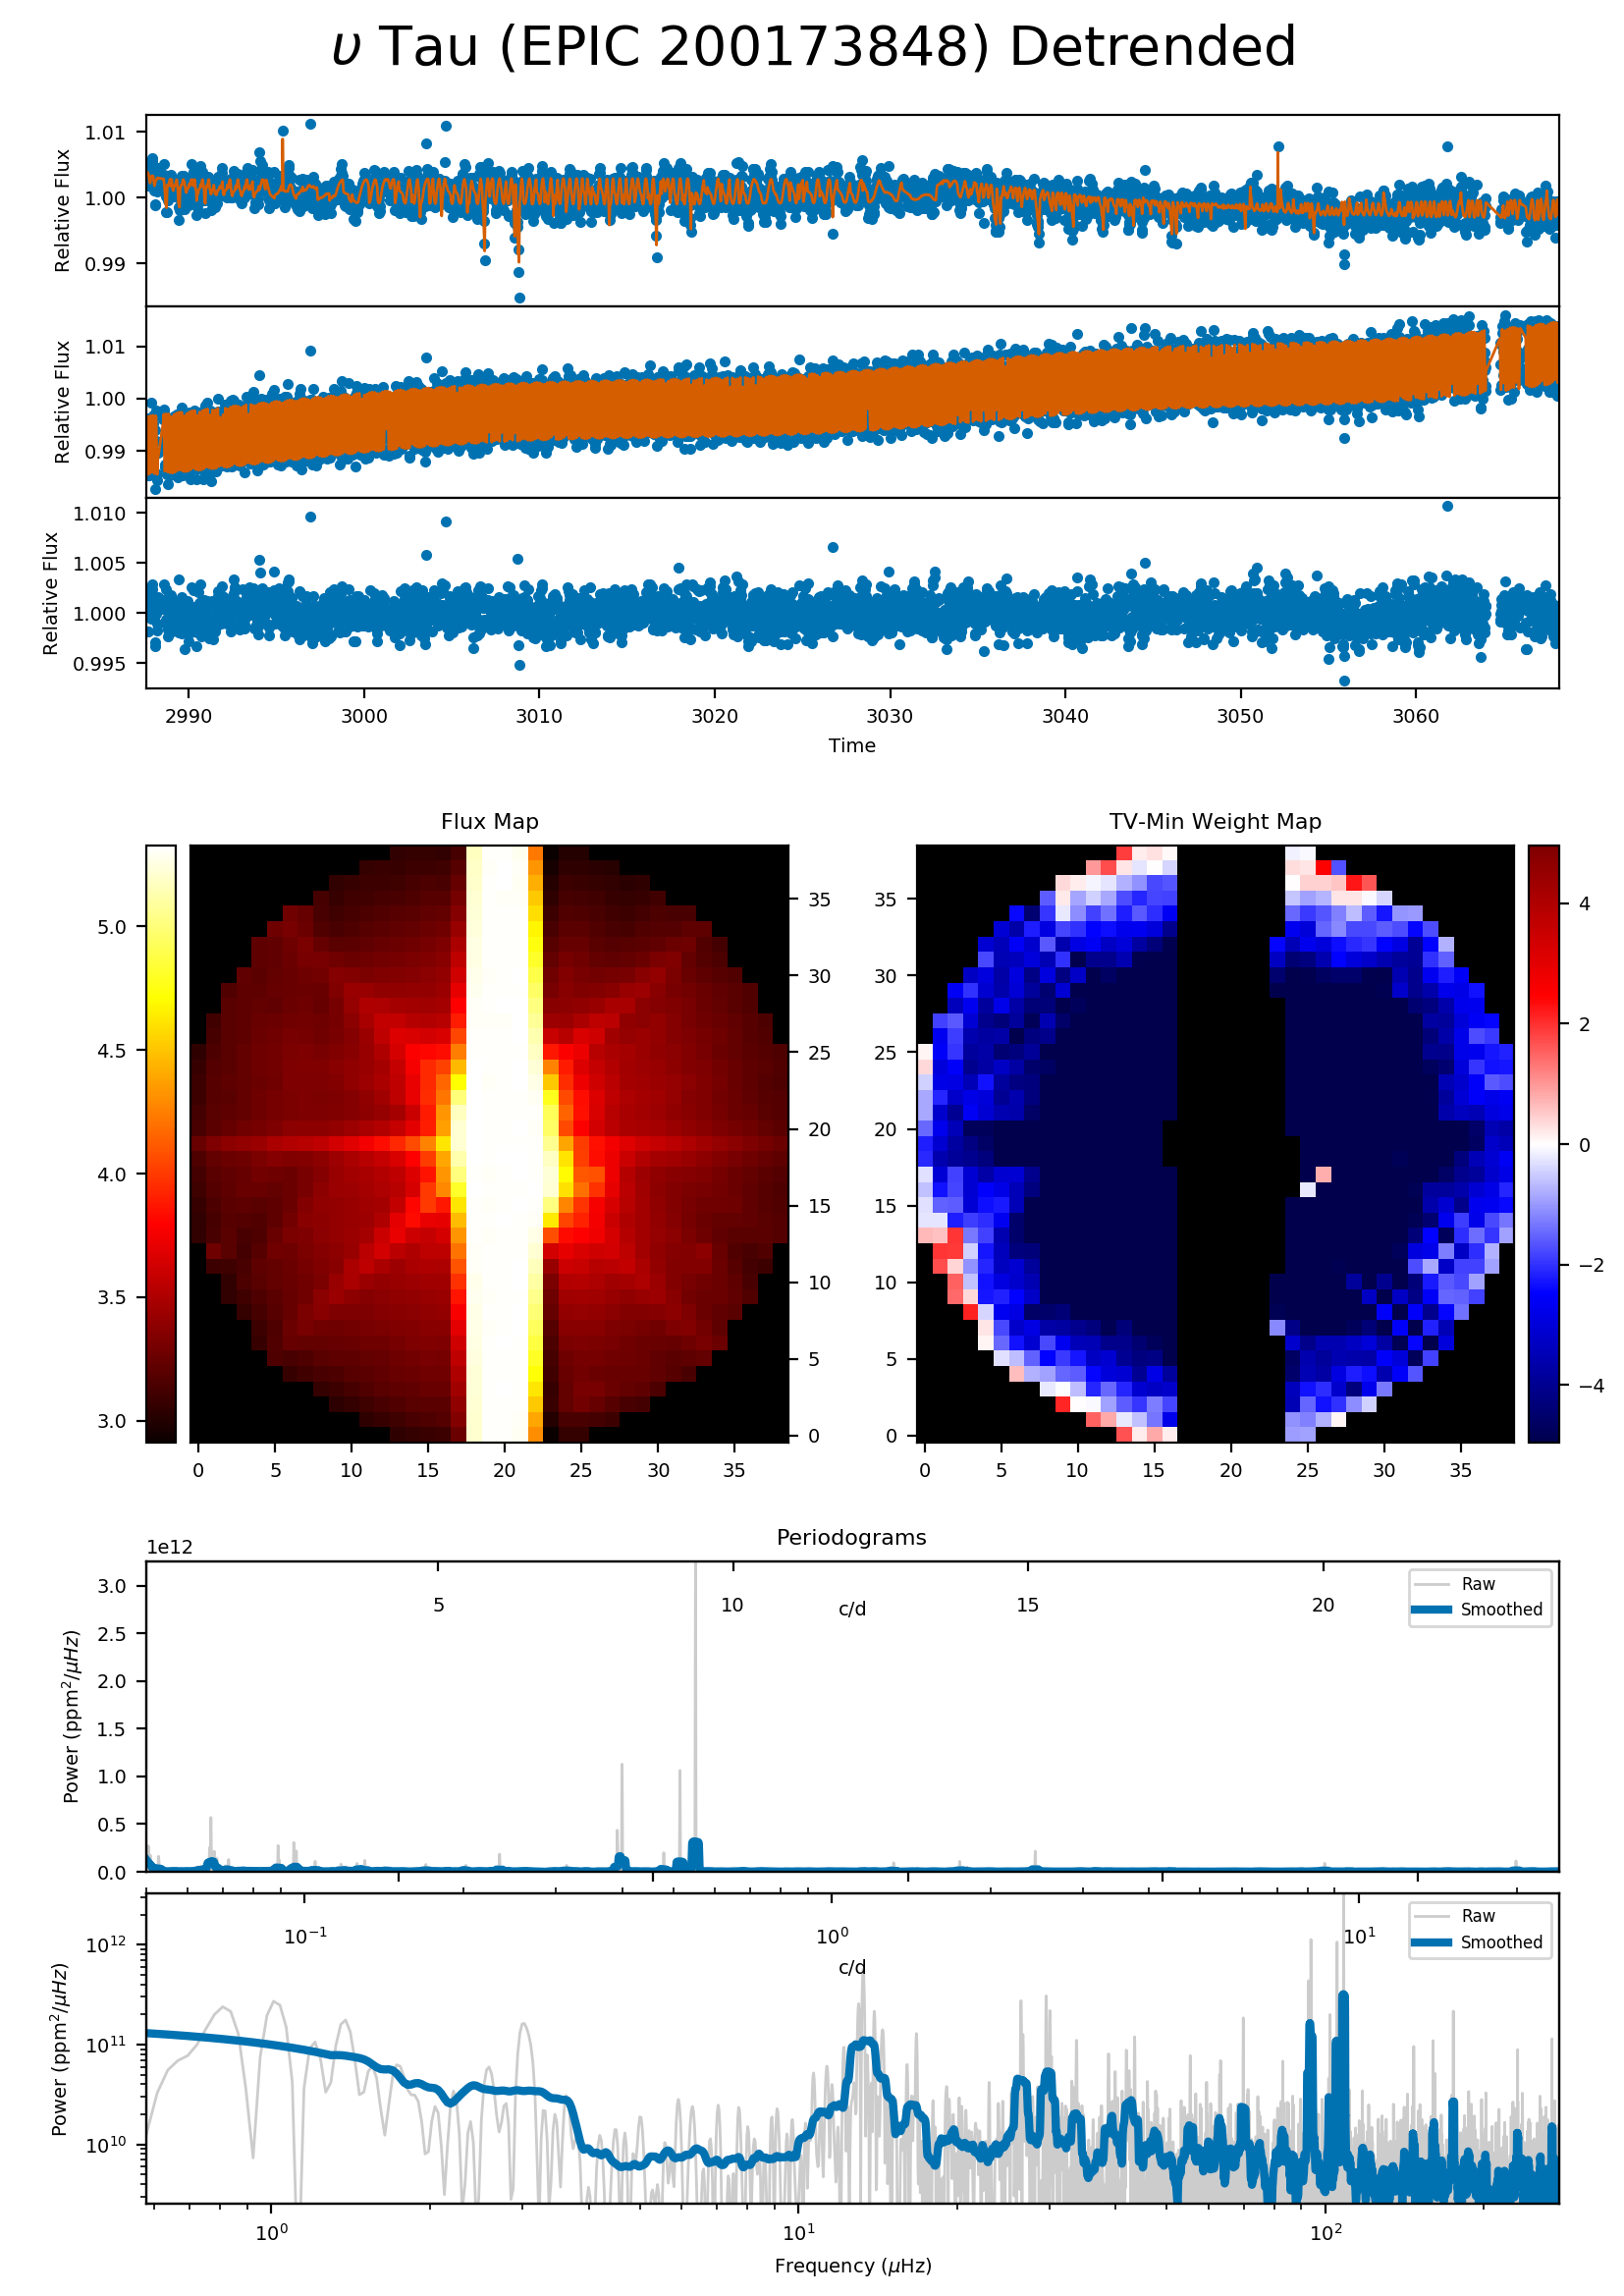 υ Tau (EPIC 200173848) Detrended
1.01
1.00
0.99
Relative Flux
1.01
1.00
0.99
Relative Flux
1.010
1.005
1.000
0.995
Relative Flux
2990 3000 3010 3020 3030 3040 3050 3060
Time
Flux Map
5.0
4.5
4.0
3.5
3.0
35
30
25
20
15
10
5
0
0 5 10 15 20 25 30 35
TV-Min Weight Map
35
30
25
20
15
10
5
0
0 5 10 15 20 25 30 35
4
2
0
−2
−4
Periodograms
1e12
3.0
2.5
2.0
1.5
1.0
0.5
0.0
Power (ppm²/μHz)
5 10 15 20
c/d
Raw
Smoothed
10¹²
10¹¹
10¹⁰
Power (ppm²/μHz)
10⁻¹ 10⁰ 10¹
c/d
Raw
Smoothed
10⁰ 10¹ 10²
Frequency (μHz)